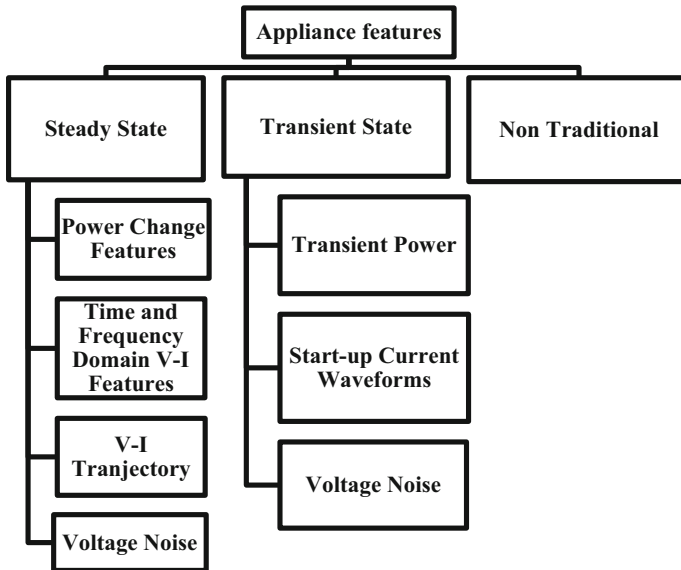 Appliance features
Steady State
Transient State
Non Traditional
Power Change
Features
Time and
Frequency
Domain V-I
Features
V-I
Tranjectory
Voltage Noise
Transient Power
Start-up Current
Waveforms
Voltage Noise